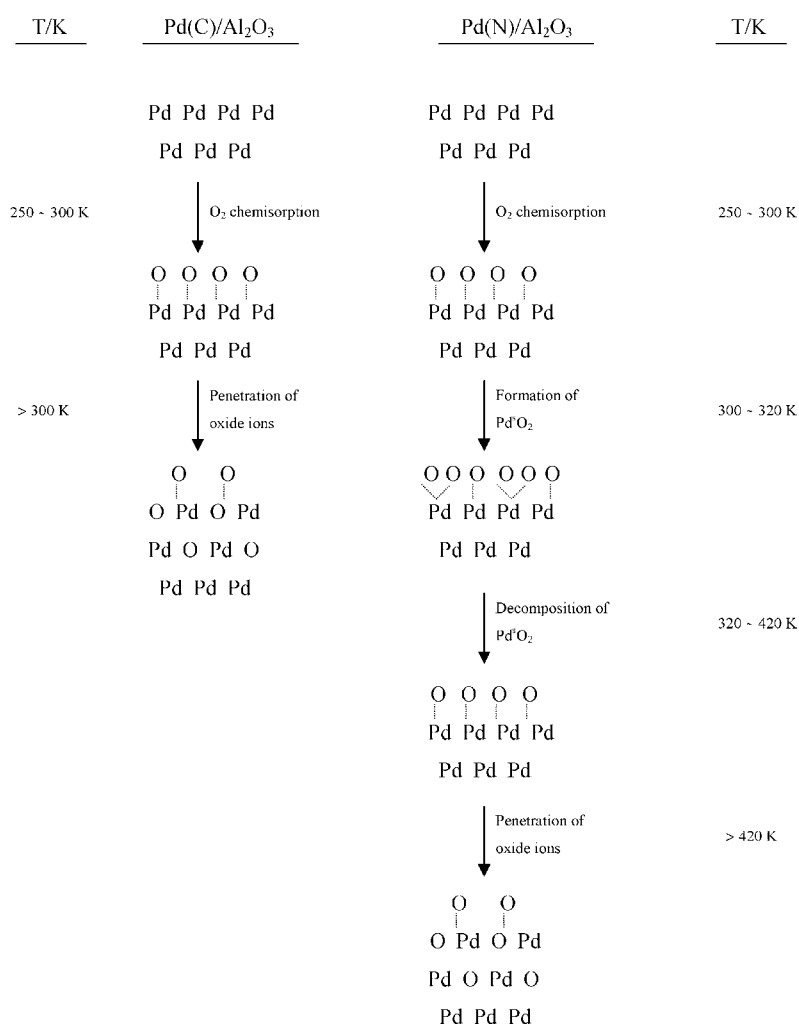 T/K Pd(C)/Al₂O₃ Pd(N)/Al₂O₃ T/K
Pd Pd Pd Pd Pd Pd Pd Pd
Pd Pd Pd Pd Pd Pd
250 ~ 300 K O₂ chemisorption O₂ chemisorption 250 ~ 300 K
O O O O O O O O
Pd Pd Pd Pd Pd Pd Pd Pd
Pd Pd Pd Pd Pd Pd
> 300 K Penetration of Formation of 300 ~ 320 K
oxide ions PdˢO₂
O O O O O O O O
Pd O Pd O Pd Pd Pd Pd
Pd O Pd O Pd Pd Pd
Pd Pd Pd
Decomposition of
PdˢO₂ 320 ~ 420 K
O O O O
Pd Pd Pd Pd
Pd Pd Pd
Penetration of
oxide ions > 420 K
O O
O Pd O Pd
Pd O Pd O
Pd Pd Pd